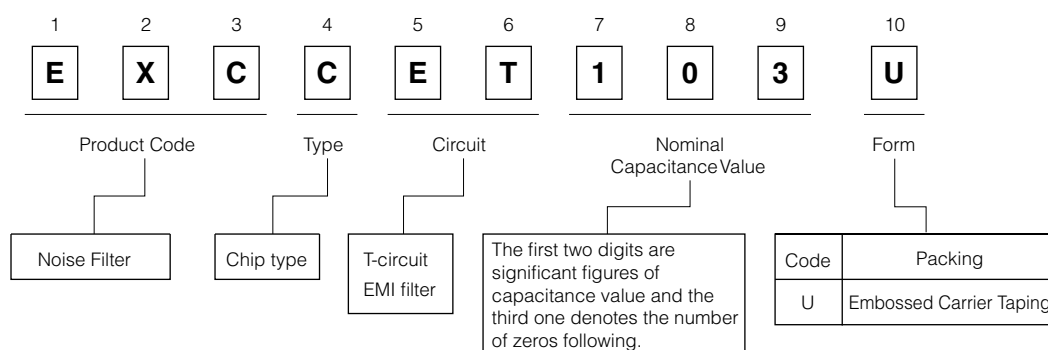 1 2 3 4 5 6 7 8 9 10
E X C C E T 1 0 3 U
Product Code Type Circuit Nominal Capacitance Value Form
Noise Filter
Chip type
T-circuit
EMI filter
The first two digits are
significant figures of
capacitance value and the
third one denotes the number
of zeros following.
Code Packing
U Embossed Carrier Taping